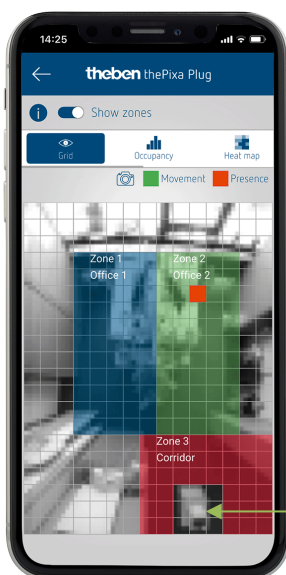 14:25
theben thePixa Plug
i Show zones
Grid Occupancy Heat map
Movement Presence
Zone 1 Zone 2
Office 1 Office 2
Zone 3
Corridor